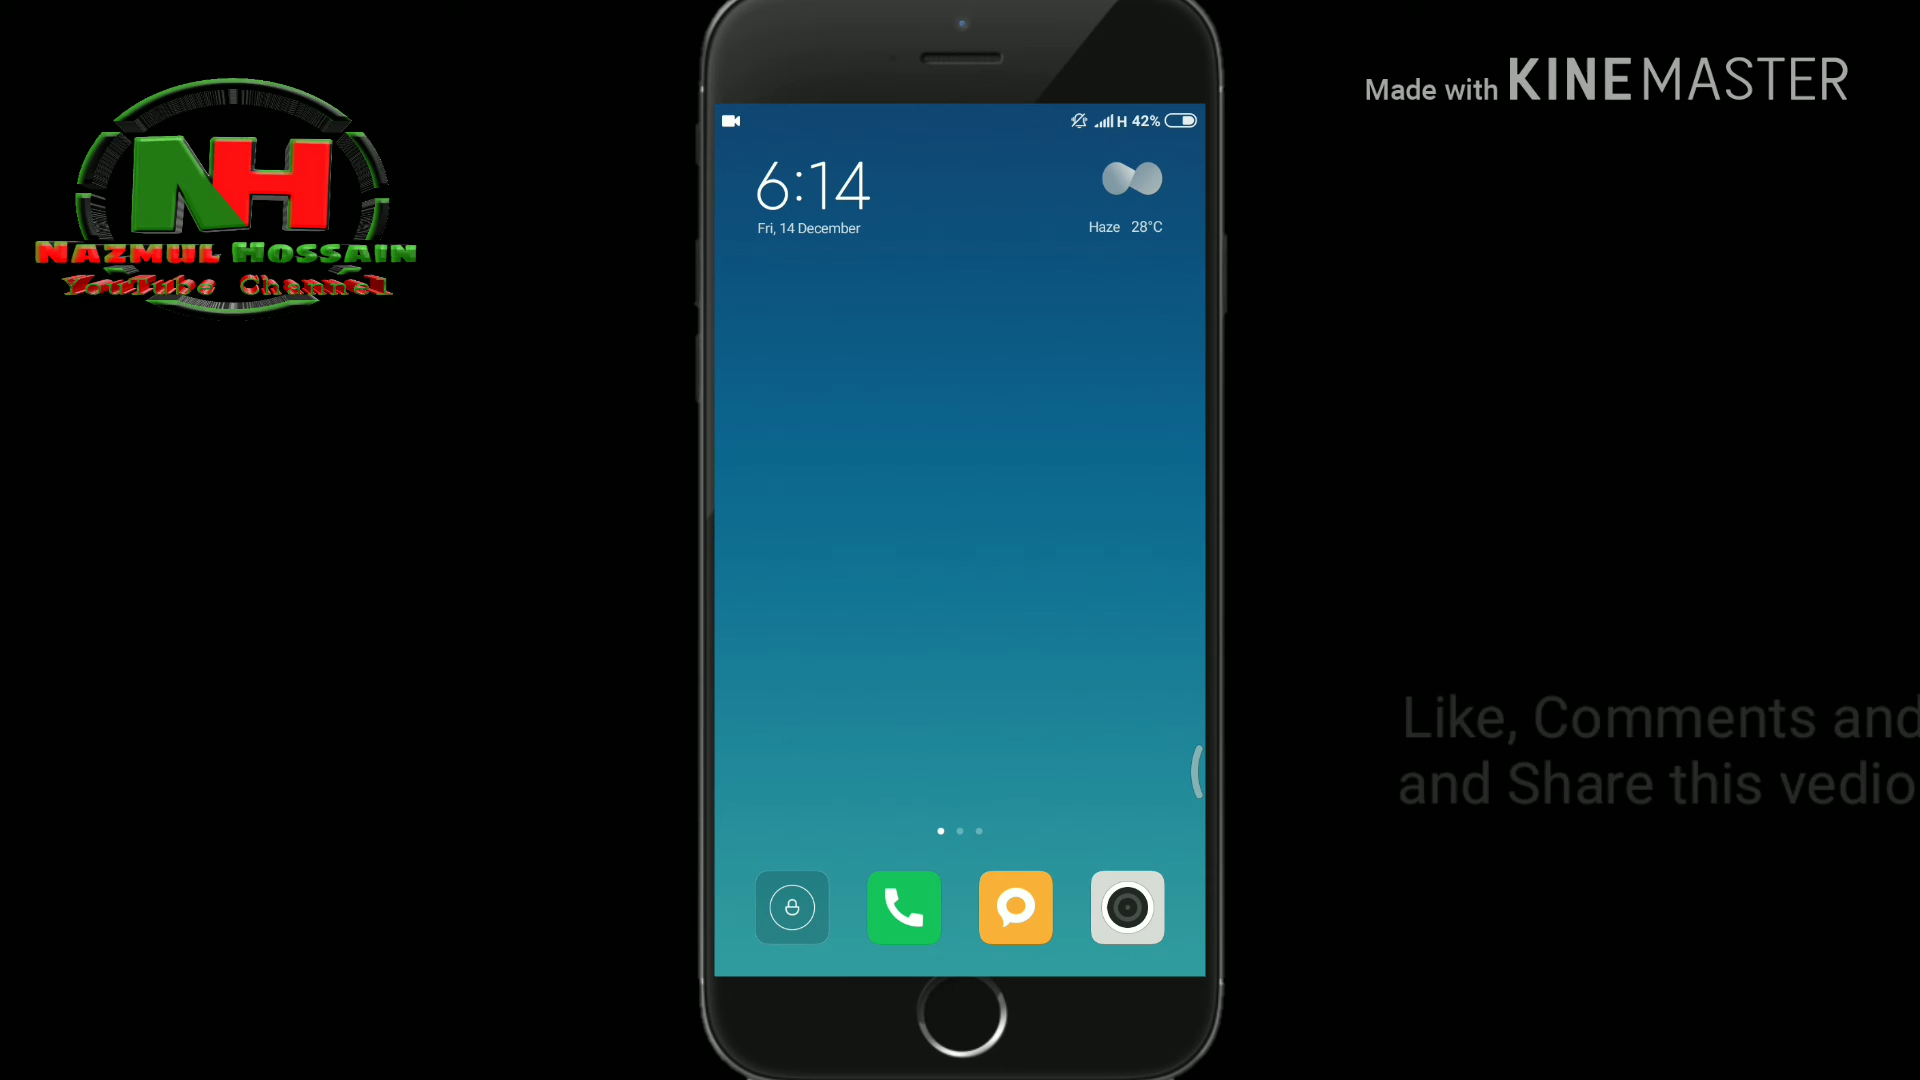 NH
NAZMUL HOSSAIN
YouTube Channel
Made with KINEMASTER
H 42%
6:14
Fri, 14 December
Haze 28°C
Like, Comments and
and Share this vedio